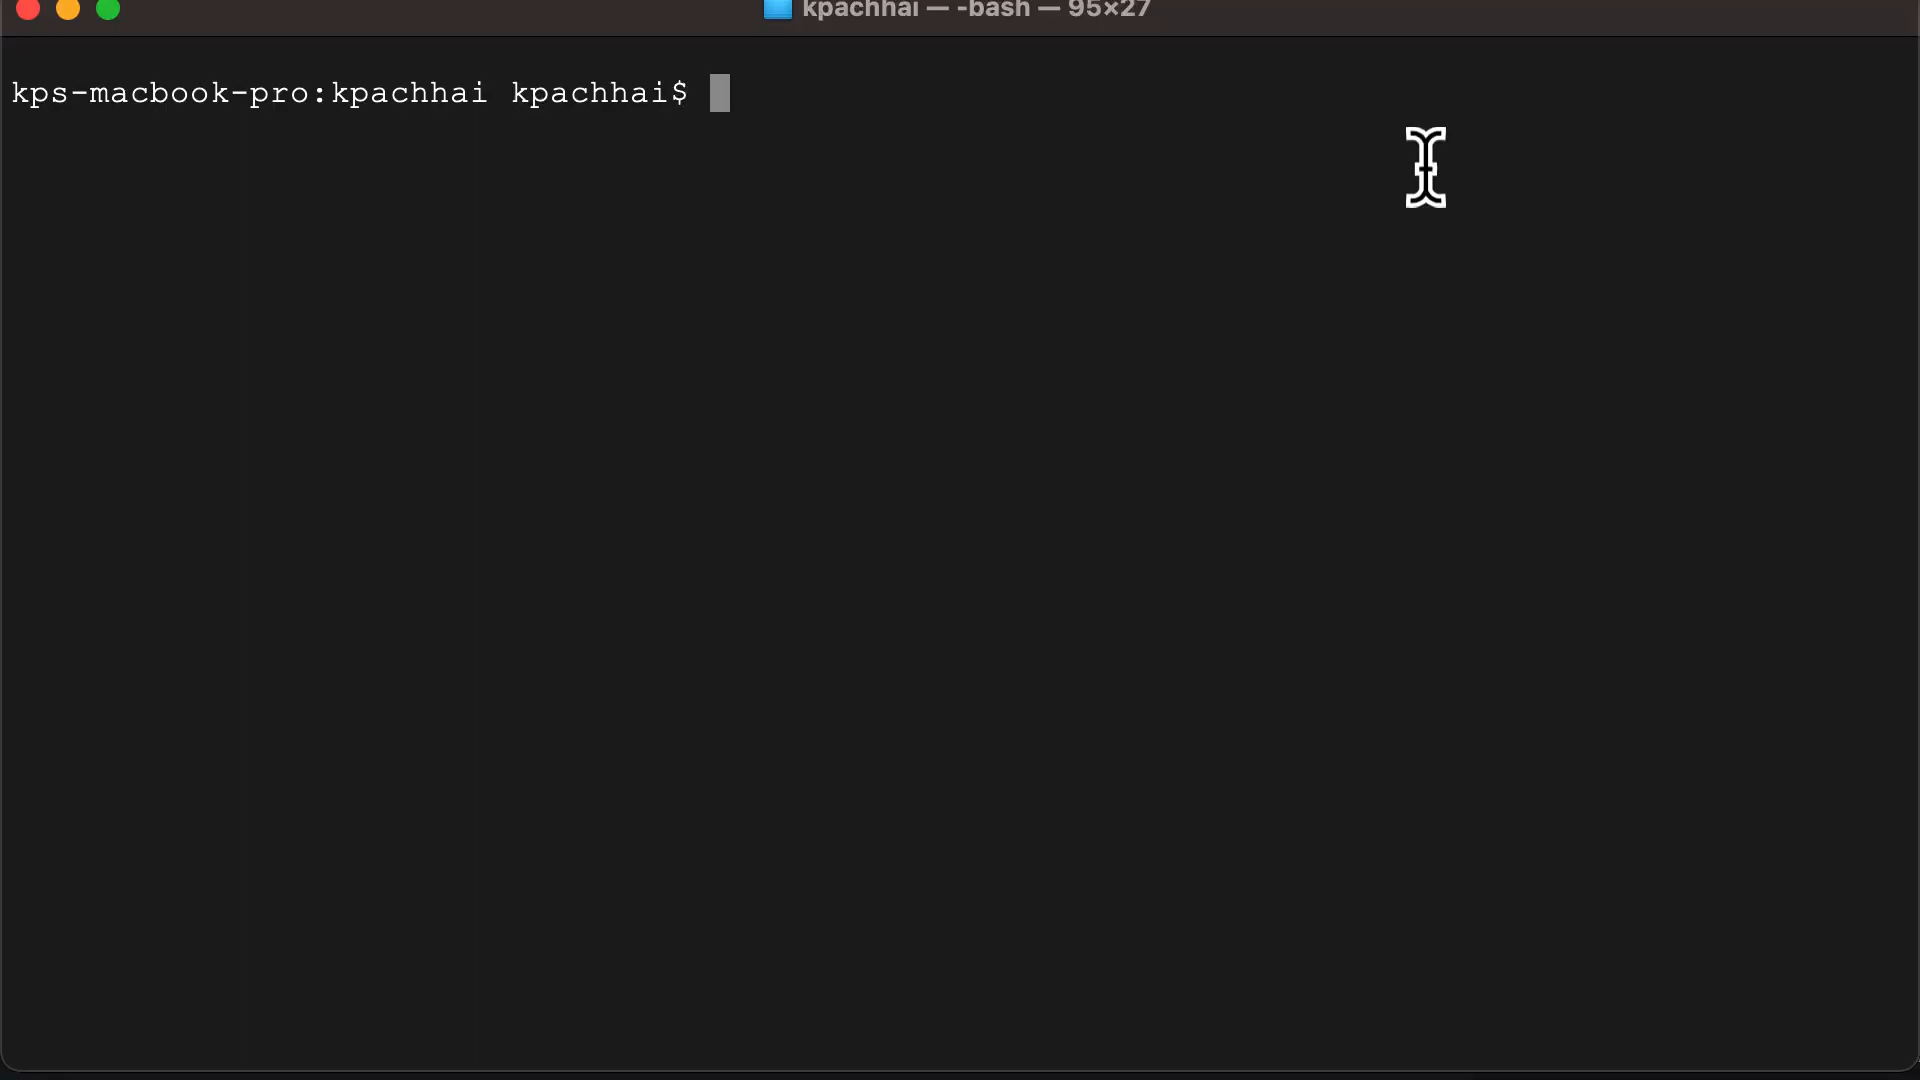 kpachhai — -bash — 95×27
kps-macbook-pro:kpachhai kpachhai$